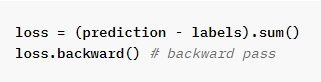 loss = (prediction - labels).sum()
loss.backward() # backward pass